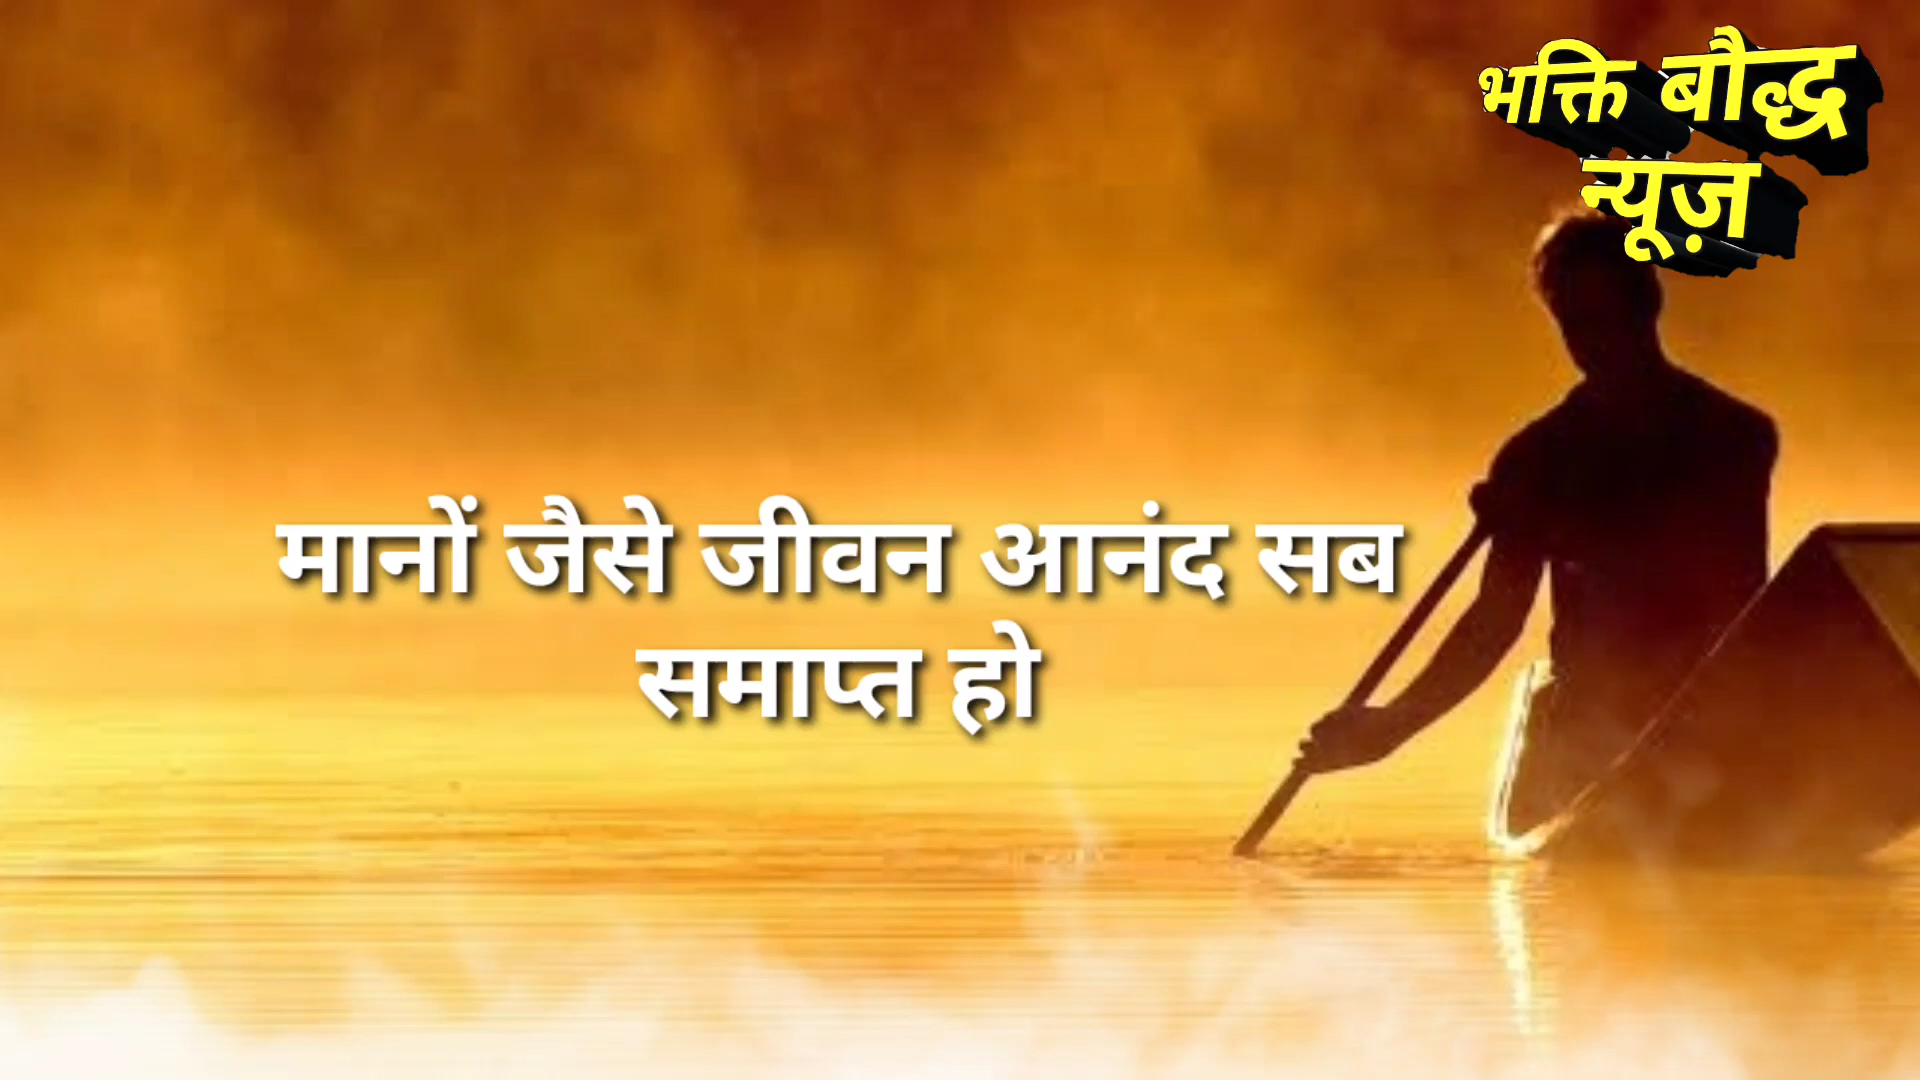 भक्ति बौद्ध
न्यूज़
मानों जैसे जीवन आनंद सब
समाप्त हो